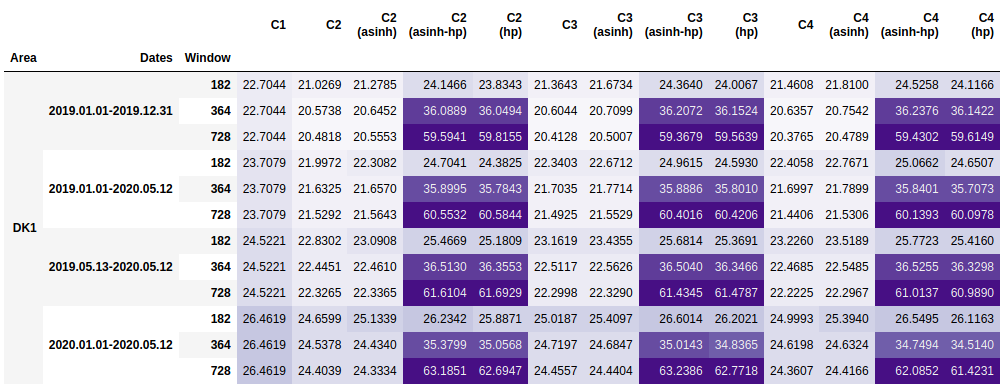 C1 C2 C2 (asinh) C2 (asinh-hp) C2 (hp) C3 C3 (asinh) C3 (asinh-hp) C3 (hp) C4 C4 (asinh) C4 (asinh-hp) C4 (hp)
Area Dates Window
DK1 2019.01.01-2019.12.31 182 22.7044 21.0269 21.2785 24.1466 23.8343 21.3643 21.6734 24.3640 24.0067 21.4608 21.8100 24.5258 24.1166
364 22.7044 20.5738 20.6452 36.0889 36.0494 20.6044 20.7099 36.2072 36.1524 20.6357 20.7542 36.2376 36.1422
728 22.7044 20.4818 20.5553 59.5941 59.8155 20.4128 20.5007 59.3679 59.5639 20.3765 20.4789 59.4302 59.6149
2019.01.01-2020.05.12 182 23.7079 21.9972 22.3082 24.7041 24.3825 22.3403 22.6712 24.9615 24.5930 22.4058 22.7671 25.0662 24.6507
364 23.7079 21.6325 21.6570 35.8995 35.7843 21.7035 21.7714 35.8886 35.8010 21.6997 21.7899 35.8401 35.7073
728 23.7079 21.5292 21.5643 60.5532 60.5844 21.4925 21.5529 60.4016 60.4206 21.4406 21.5306 60.1393 60.0978
2019.05.13-2020.05.12 182 24.5221 22.8302 23.0908 25.4669 25.1809 23.1619 23.4355 25.6814 25.3691 23.2260 23.5189 25.7723 25.4160
364 24.5221 22.4451 22.4610 36.5130 36.3553 22.5117 22.5626 36.5040 36.3466 22.4685 22.5485 36.5255 36.3298
728 24.5221 22.3265 22.3365 61.6104 61.6929 22.2998 22.3290 61.4345 61.4787 22.2225 22.2967 61.0137 60.9890
2020.01.01-2020.05.12 182 26.4619 24.6599 25.1339 26.2342 25.8871 25.0187 25.4097 26.6014 26.2021 24.9993 25.3940 26.5495 26.1163
364 26.4619 24.5378 24.4340 35.3799 35.0568 24.7197 24.6847 35.0143 34.8365 24.6198 24.6324 34.7494 34.5140
728 26.4619 24.4039 24.3334 63.1851 62.6947 24.4557 24.4404 63.2386 62.7718 24.3607 24.4166 62.0852 61.4231